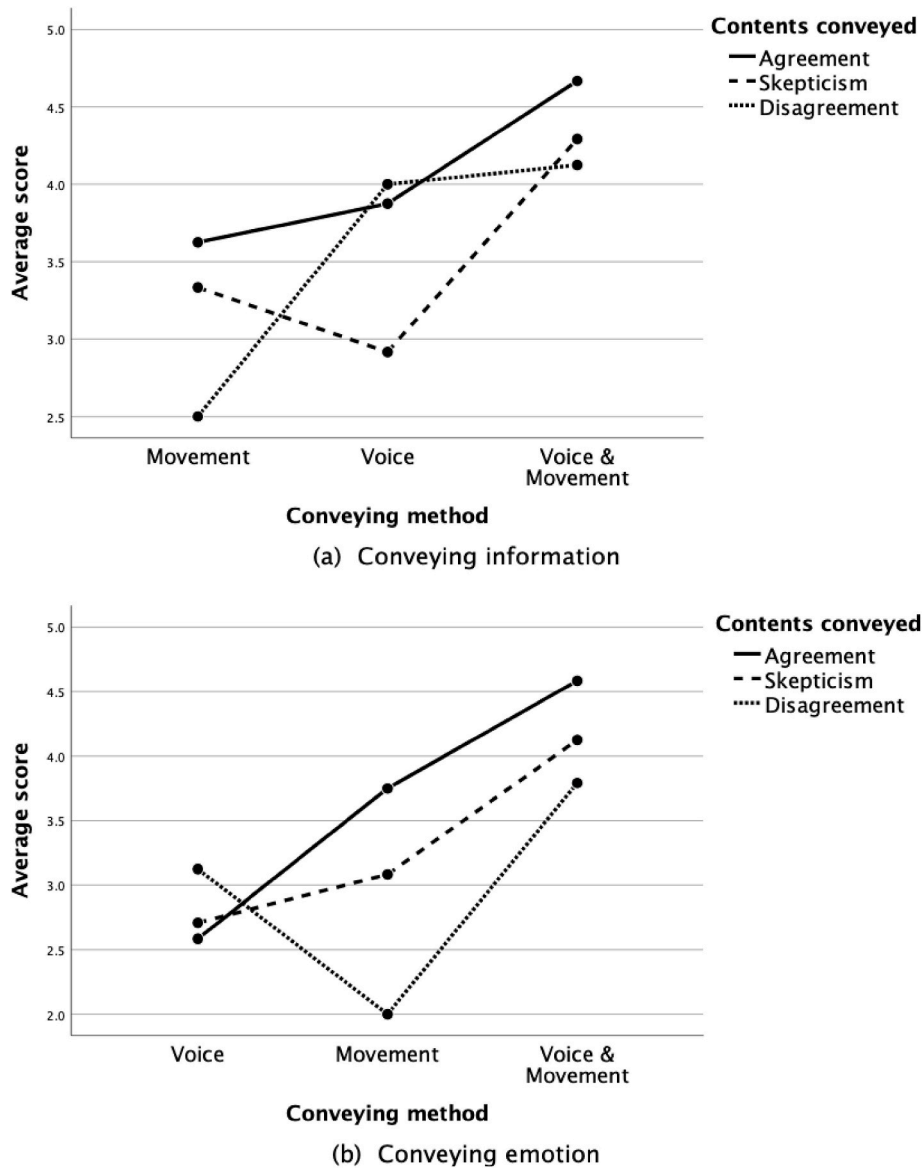 Contents conveyed
Agreement
Skepticism
Disagreement
Average score
5.0
4.5
4.0
3.5
3.0
2.5
Movement
Voice
Voice &
Movement
Conveying method
(a) Conveying information
Contents conveyed
Agreement
Skepticism
Disagreement
Average score
5.0
4.5
4.0
3.5
3.0
2.5
2.0
Voice
Movement
Voice &
Movement
Conveying method
(b) Conveying emotion